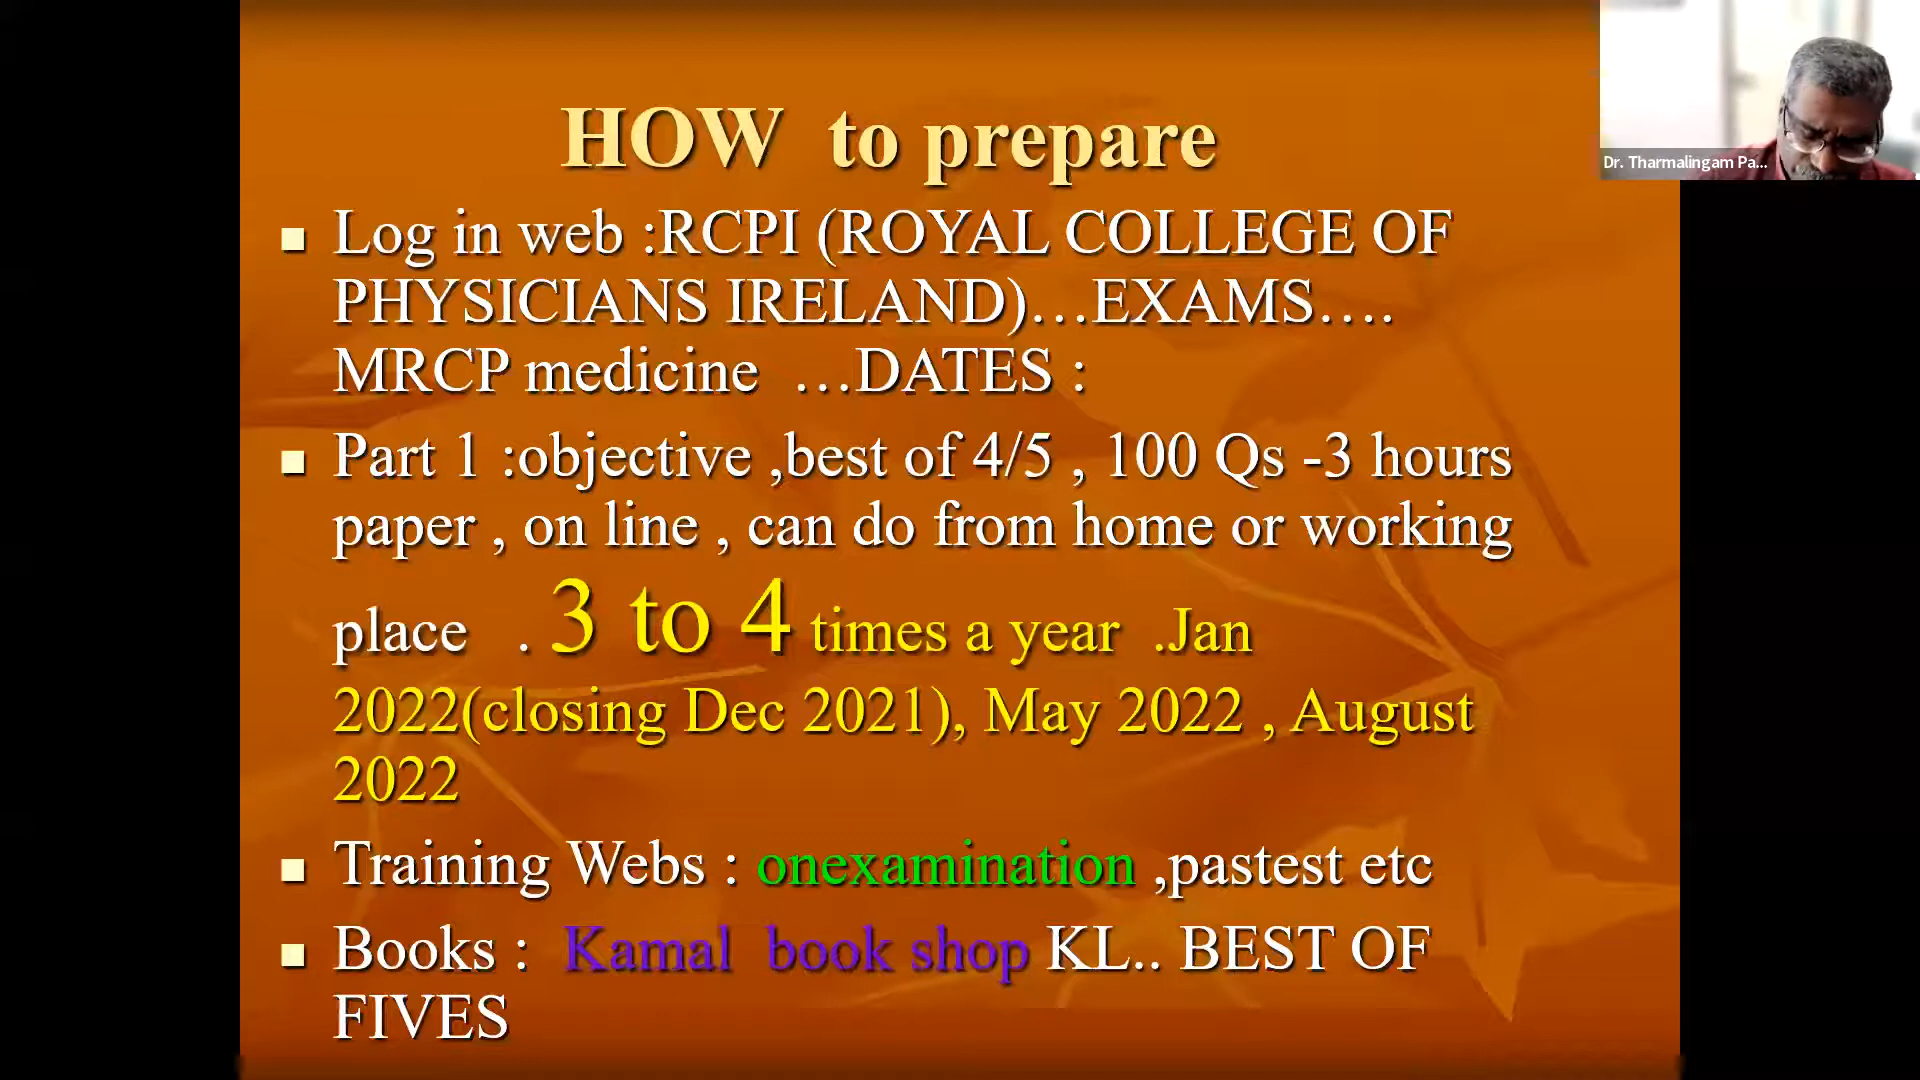 HOW to prepare
Log in web :RCPI (ROYAL COLLEGE OF
PHYSICIANS IRELAND)…EXAMS….
MRCP medicine …DATES :
Part 1 :objective ,best of 4/5 , 100 Qs -3 hours
paper , on line , can do from home or working
place . 3 to 4 times a year .Jan
2022(closing Dec 2021), May 2022 , August
2022
Training Webs : onexamination ,pastest etc
Books : Kamal book shop KL.. BEST OF
FIVES
Dr. Tharmalingam Pa...